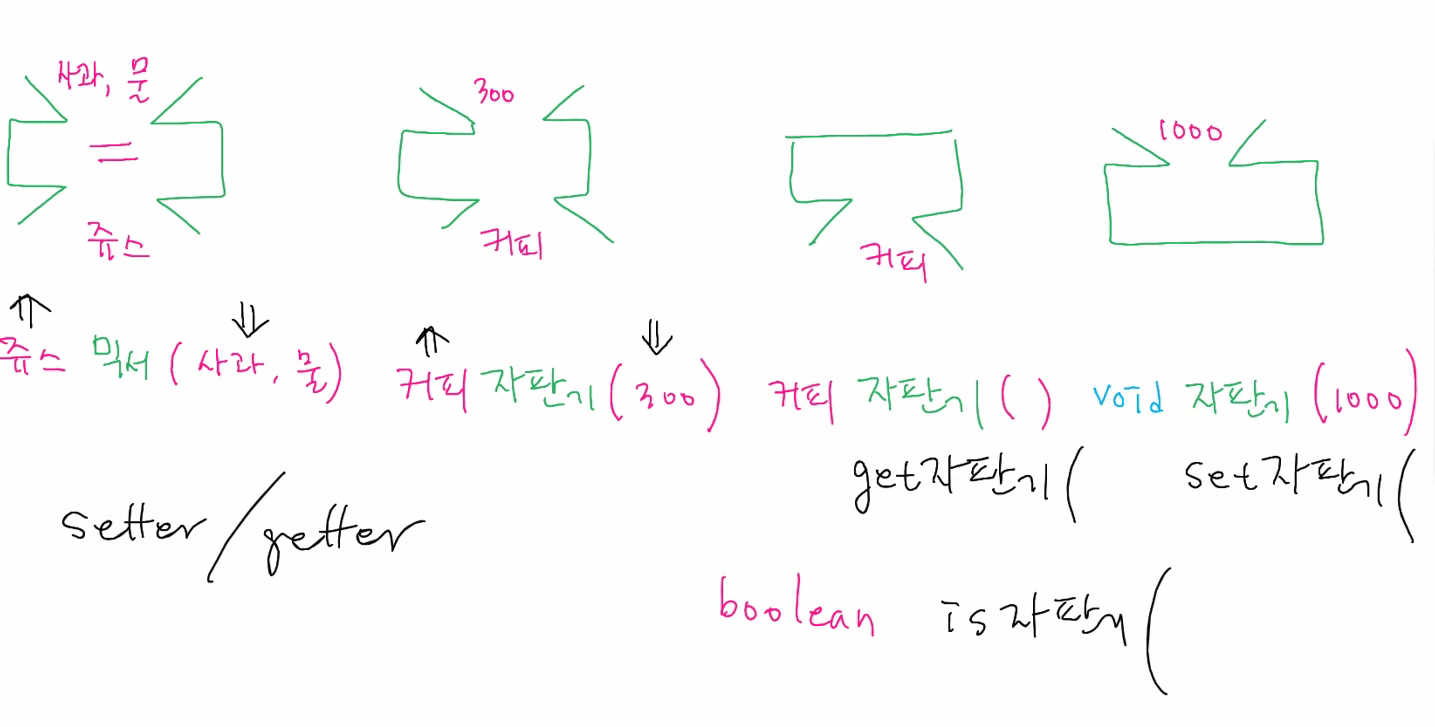 사과, 물
300
1000
쥬스
커피
커피
쥬스 믹서 (사과, 물)
커피 자판기 (300)
커피 자판기 ( )
void 자판기 (1000)
get자판기(
set자판기(
setter/getter
boolean is자판기(